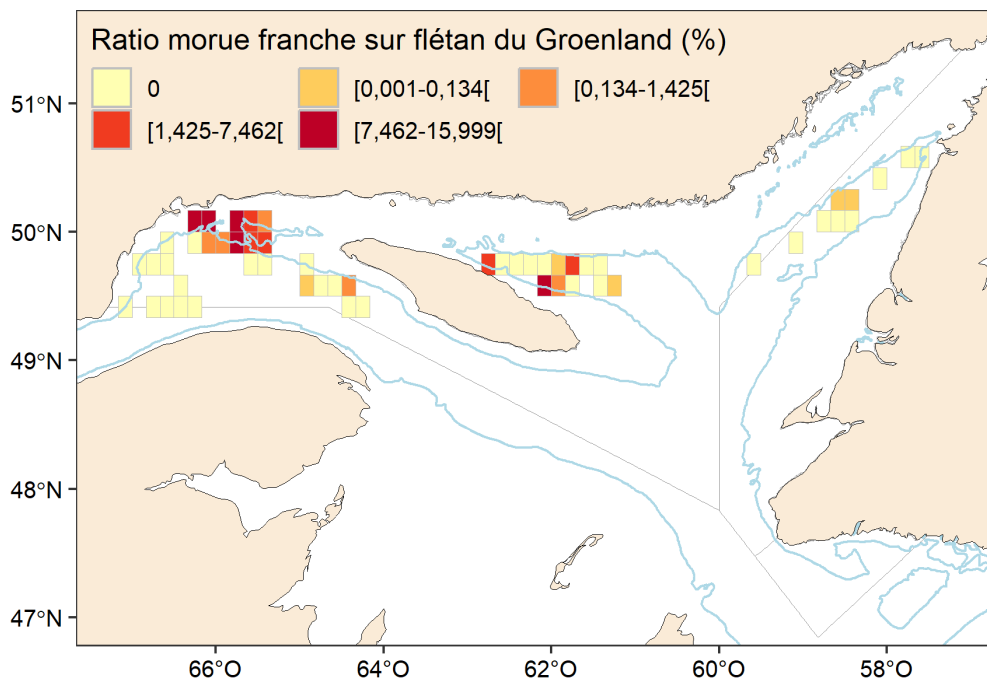 Ratio morue franche sur flétan du Groenland (%)
0 [0,001-0,134[ [0,134-1,425[
[1,425-7,462[ [7,462-15,999[
51°N
50°N
49°N
48°N
47°N
66°O 64°O 62°O 60°O 58°O